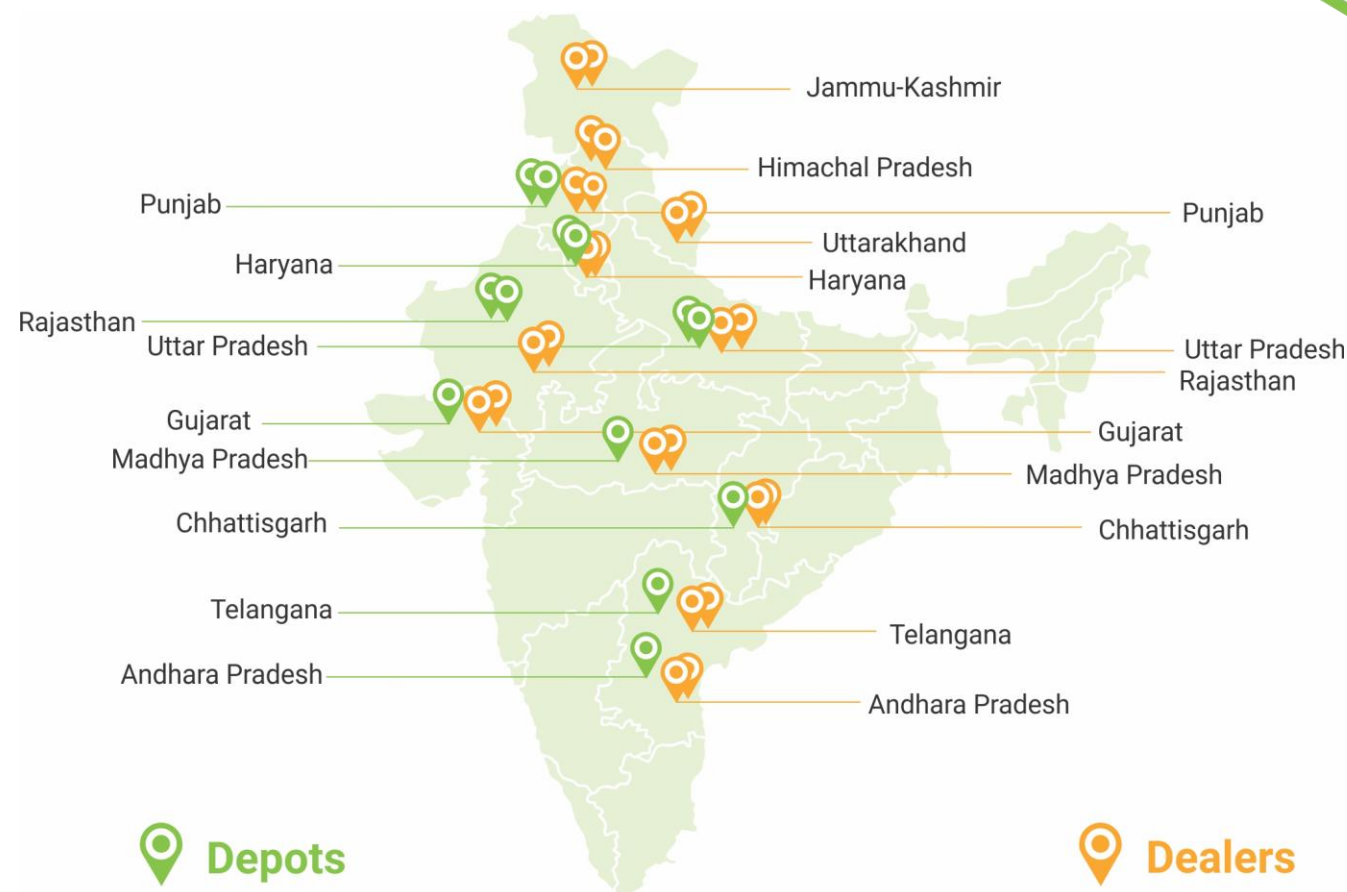 Jammu-Kashmir
Himachal Pradesh
Punjab
Punjab
Uttarakhand
Haryana
Haryana
Rajasthan
Uttar Pradesh
Uttar Pradesh
Rajasthan
Gujarat
Gujarat
Madhya Pradesh
Madhya Pradesh
Chhattisgarh
Chhattisgarh
Telangana
Telangana
Andhara Pradesh
Andhara Pradesh
Depots
Dealers